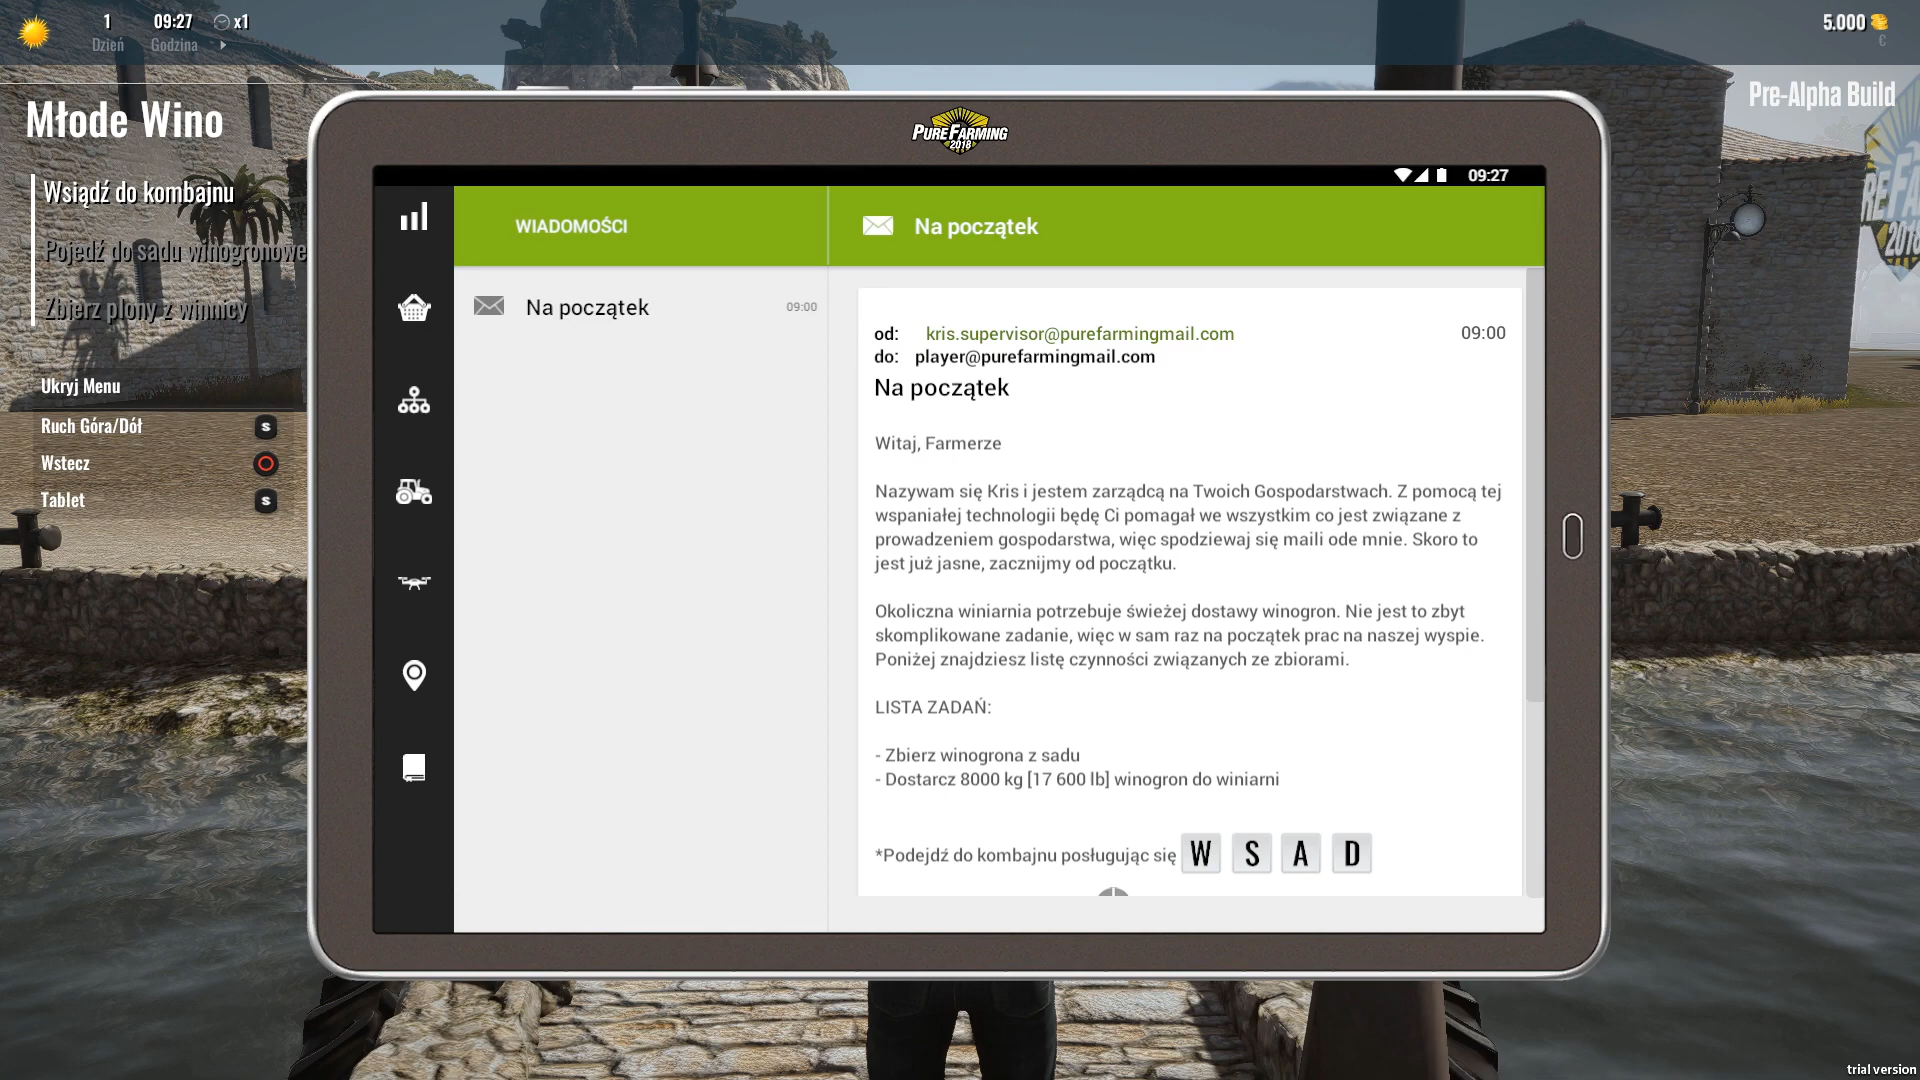 1
Dzień
09:27
Godzina
x1
5.000
€
Pre-Alpha Build
Młode Wino
Wsiądź do kombajnu
Pojedź do sadu winogronowe
Zbierz plony z winnicy
Ukryj Menu
Ruch Góra/Dół S
Wstecz
Tablet S
PURE FARMING
2018
09:27
WIADOMOŚCI
Na początek
Na początek 09:00
od: kris.supervisor@purefarmingmail.com 09:00
do: player@purefarmingmail.com
Na początek
Witaj, Farmerze
Nazywam się Kris i jestem zarządcą na Twoich Gospodarstwach. Z pomocą tej
wspaniałej technologii będę Ci pomagał we wszystkim co jest związane z
prowadzeniem gospodarstwa, więc spodziewaj się maili ode mnie. Skoro to
jest już jasne, zacznijmy od początku.
Okoliczna winiarnia potrzebuje świeżej dostawy winogron. Nie jest to zbyt
skomplikowane zadanie, więc w sam raz na początek prac na naszej wyspie.
Poniżej znajdziesz listę czynności związanych ze zbiorami.
LISTA ZADAŃ:
- Zbierz winogrona z sadu
- Dostarcz 8000 kg [17 600 lb] winogron do winiarni
*Podejdź do kombajnu posługując się W S A D
RE FA
2018
trial version